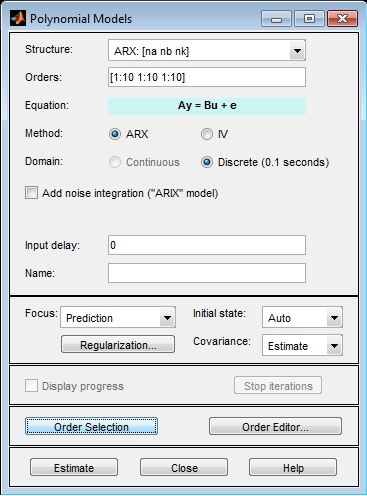 Polynomial Models
Structure: ARX: [na nb nk]
Orders: [1:10 1:10 1:10]
Equation: Ay = Bu + e
Method: ARX IV
Domain: Continuous Discrete (0.1 seconds)
Add noise integration ("ARIX" model)
Input delay: 0
Name:
Focus: Prediction Initial state: Auto
Regularization... Covariance: Estimate
Display progress Stop iterations
Order Selection Order Editor...
Estimate Close Help